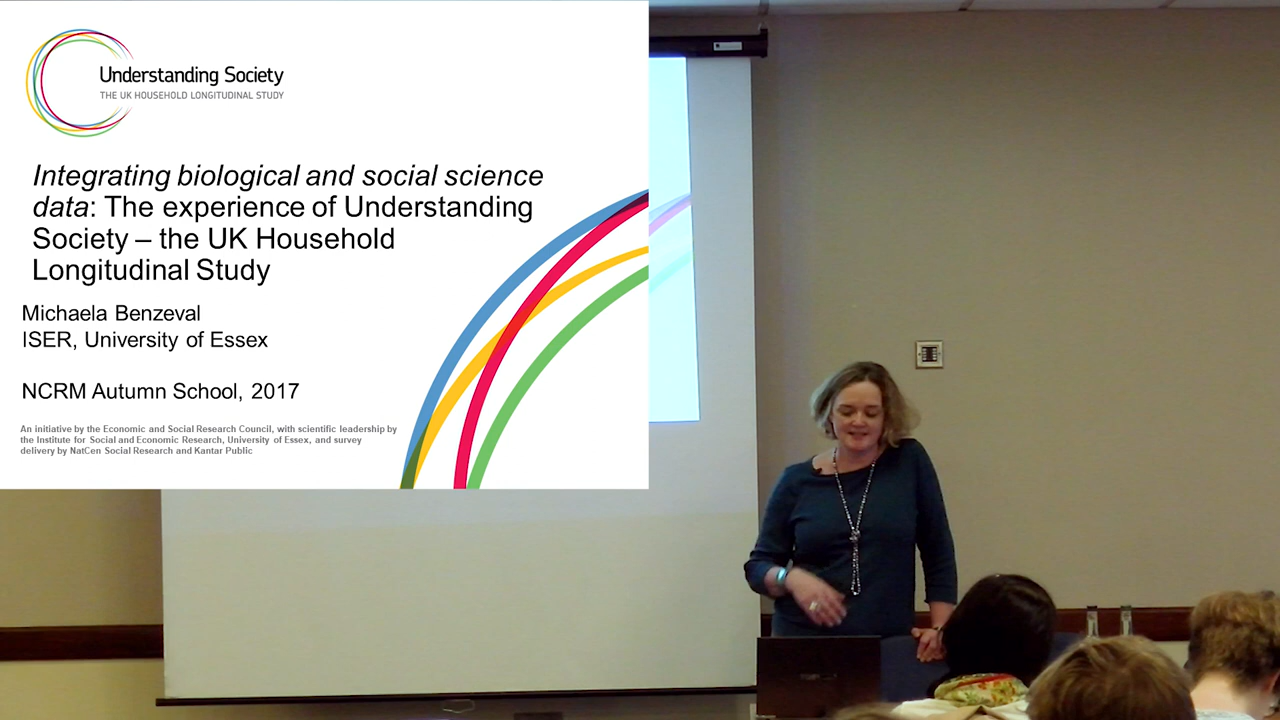 Understanding Society
THE UK HOUSEHOLD LONGITUDINAL STUDY
Integrating biological and social science
data: The experience of Understanding
Society – the UK Household
Longitudinal Study
Michaela Benzeval
ISER, University of Essex
NCRM Autumn School, 2017
An initiative by the Economic and Social Research Council, with scientific leadership by
the Institute for Social and Economic Research, University of Essex, and survey
delivery by NatCen Social Research and Kantar Public